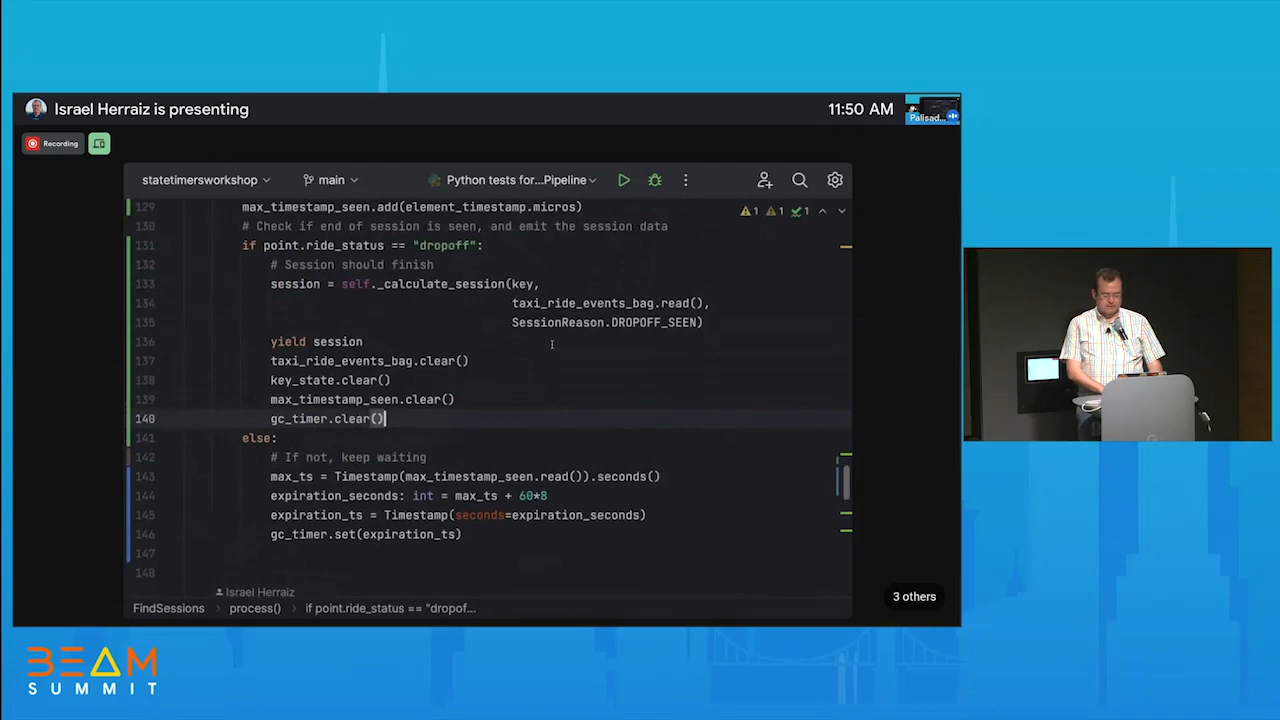 Israel Herraiz is presenting
11:50 AM
Palisad...
Recording
statetimersworkshop
main
Python tests for...Pipeline
129 max_timestamp_seen.add(element_timestamp.micros)
1 1 1
130 # Check if end of session is seen, and emit the session data
131 if point.ride_status == "dropoff":
132 # Session should finish
133 session = self._calculate_session(key,
134 taxi_ride_events_bag.read(),
135 SessionReason.DROPOFF_SEEN)
136 yield session
137 taxi_ride_events_bag.clear()
138 key_state.clear()
139 max_timestamp_seen.clear()
140 gc_timer.clear()
141 else:
142 # If not, keep waiting
143 max_ts = Timestamp(max_timestamp_seen.read()).seconds()
144 expiration_seconds: int = max_ts + 60*8
145 expiration_ts = Timestamp(seconds=expiration_seconds)
146 gc_timer.set(expiration_ts)
147
148
Israel Herraiz
FindSessions > process() > if point.ride_status == "dropof...
3 others
BEAM
SUMMIT